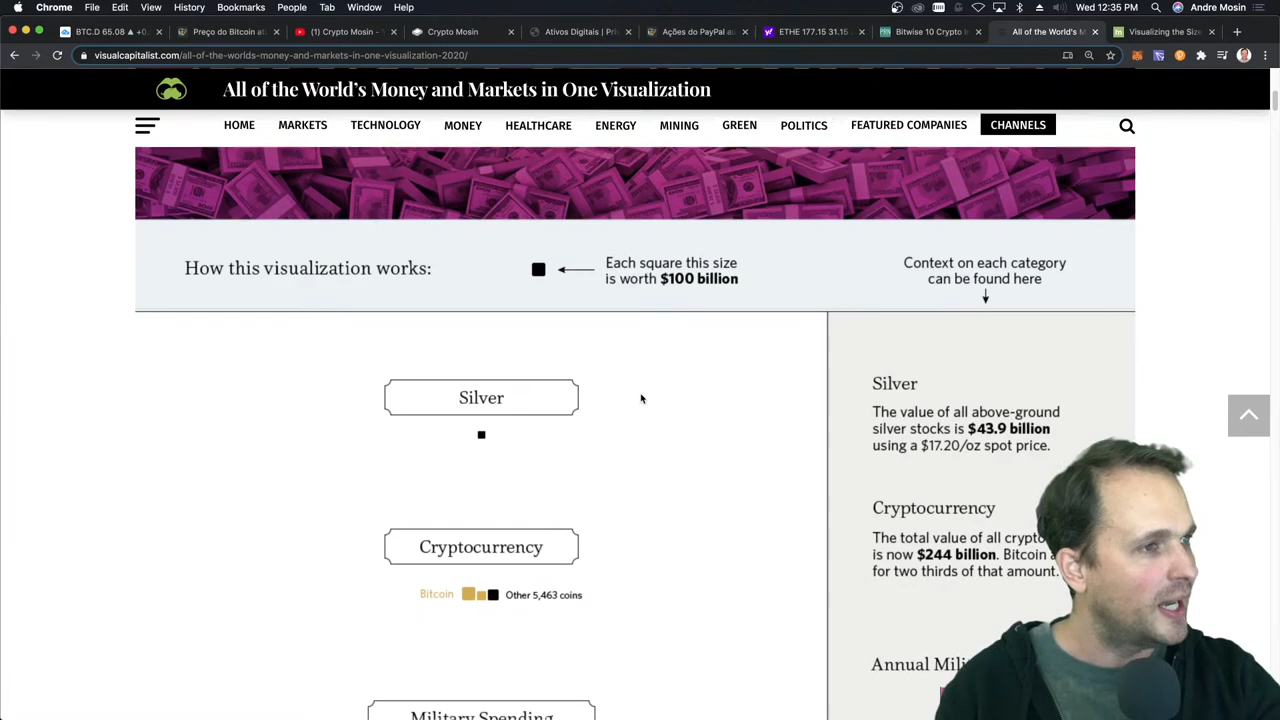 Chrome File Edit View History Bookmarks People Tab Window Help
Wed 12:35 PM Andre Mosin
BTC.D 65.08 ▲ +0.
Preço do Bitcoin at
(1) Crypto Mosin -
Crypto Mosin
Ativos Digitais | Pri
Ações do PayPal au
ETHE 177.15 31.15
Bitwise 10 Crypto In
All of the World's M
Visualizing the Size
visualcapitalist.com/all-of-the-worlds-money-and-markets-in-one-visualization-2020/
All of the World's Money and Markets in One Visualization
HOME MARKETS TECHNOLOGY MONEY HEALTHCARE ENERGY MINING GREEN POLITICS FEATURED COMPANIES CHANNELS
How this visualization works:
Each square this size
is worth $100 billion
Context on each category
can be found here
Silver
Silver
The value of all above-ground
silver stocks is $43.9 billion
using a $17.20/oz spot price.
Cryptocurrency
Bitcoin
Other 5,463 coins
Cryptocurrency
The total value of all crypto
is now $244 billion. Bitcoin
for two thirds of that amount.
Military Spending
Annual Mili